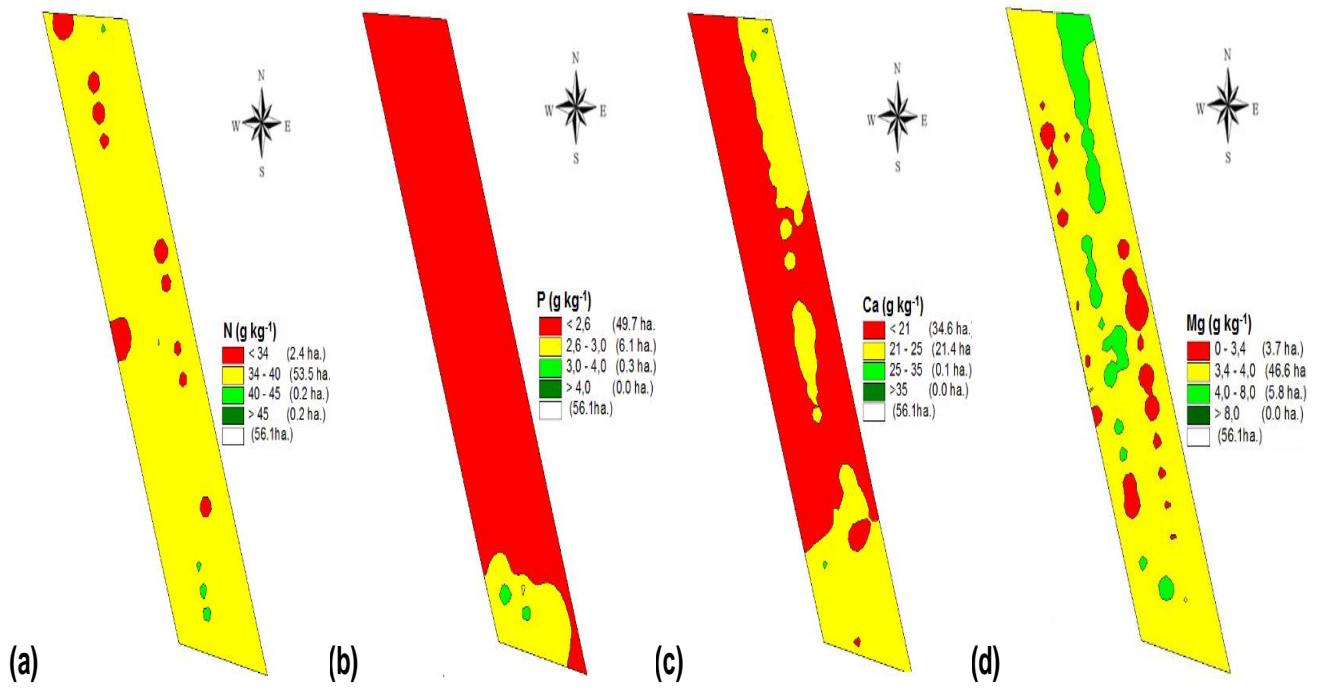 N
W E
S
N
W E
S
N
W E
S
N
W E
S
N (g kg-1)
< 34 (2.4 ha.)
34 - 40 (53.5 ha.
40 - 45 (0.2 ha.)
> 45 (0.2 ha.)
(56.1ha.)
P (g kg-1)
< 2,6 (49.7 ha.
2,6 - 3,0 (6.1 ha.)
3,0 - 4,0 (0.3 ha.)
> 4,0 (0.0 ha.)
(56.1ha.)
Ca (g kg-1)
< 21 (34.6 ha.)
21 - 25 (21.4 ha
25 - 35 (0.1 ha.)
>35 (0.0 ha.)
(56.1ha.)
Mg (g kg-1)
0 - 3,4 (3.7 ha.)
3,4 - 4,0 (46.6 ha
4,0 - 8,0 (5.8 ha.)
> 8,0 (0.0 ha.)
(56.1ha.)
(a)
(b)
(c)
(d)